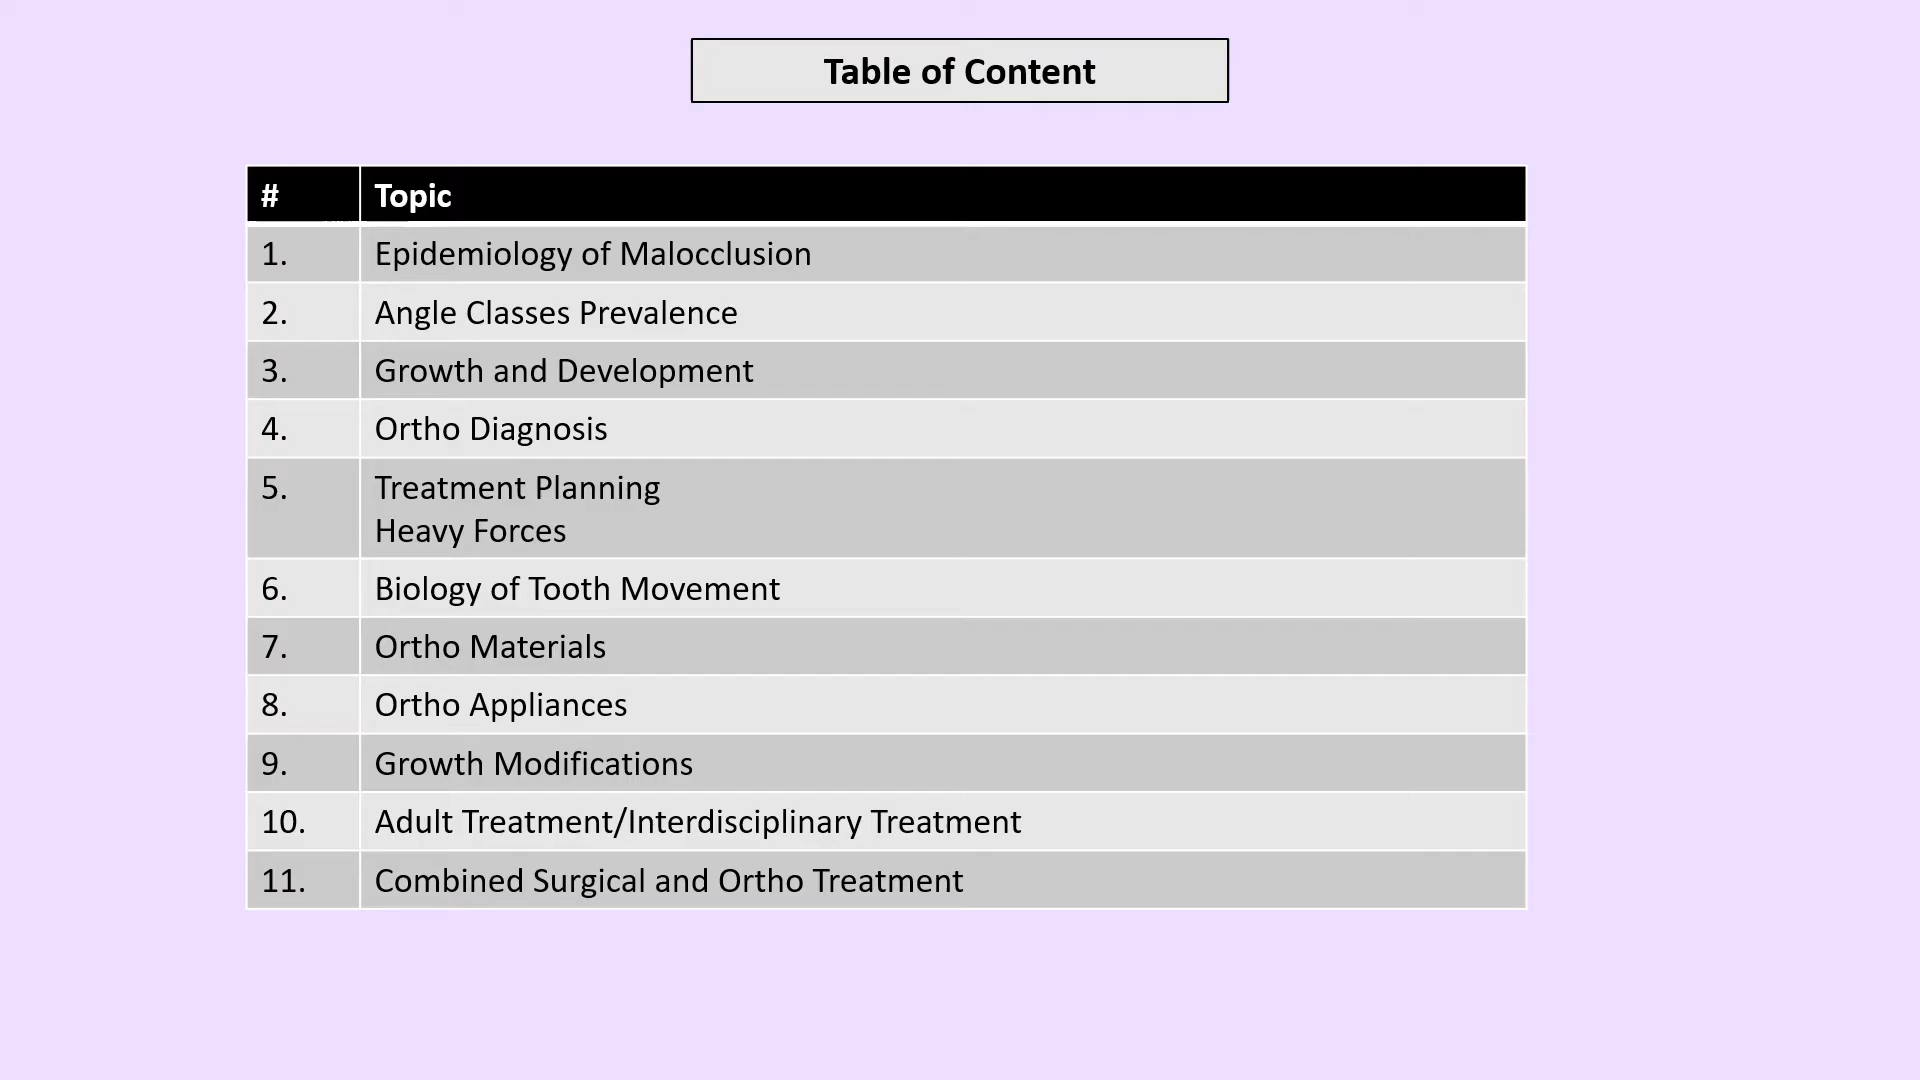 Table of Content
# Topic
1. Epidemiology of Malocclusion
2. Angle Classes Prevalence
3. Growth and Development
4. Ortho Diagnosis
5. Treatment Planning
Heavy Forces
6. Biology of Tooth Movement
7. Ortho Materials
8. Ortho Appliances
9. Growth Modifications
10. Adult Treatment/Interdisciplinary Treatment
11. Combined Surgical and Ortho Treatment